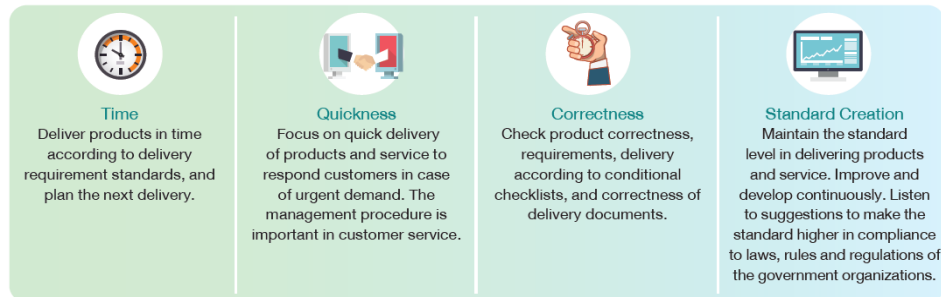 Time
Deliver products in time
according to delivery
requirement standards, and
plan the next delivery.
Quickness
Focus on quick delivery
of products and service to
respond customers in case
of urgent demand. The
management procedure is
important in customer service.
Correctness
Check product correctness,
requirements, delivery
according to conditional
checklists, and correctness of
delivery documents.
Standard Creation
Maintain the standard
level in delivering products
and service. Improve and
develop continuously. Listen
to suggestions to make the
standard higher in compliance
to laws, rules and regulations of
the government organizations.